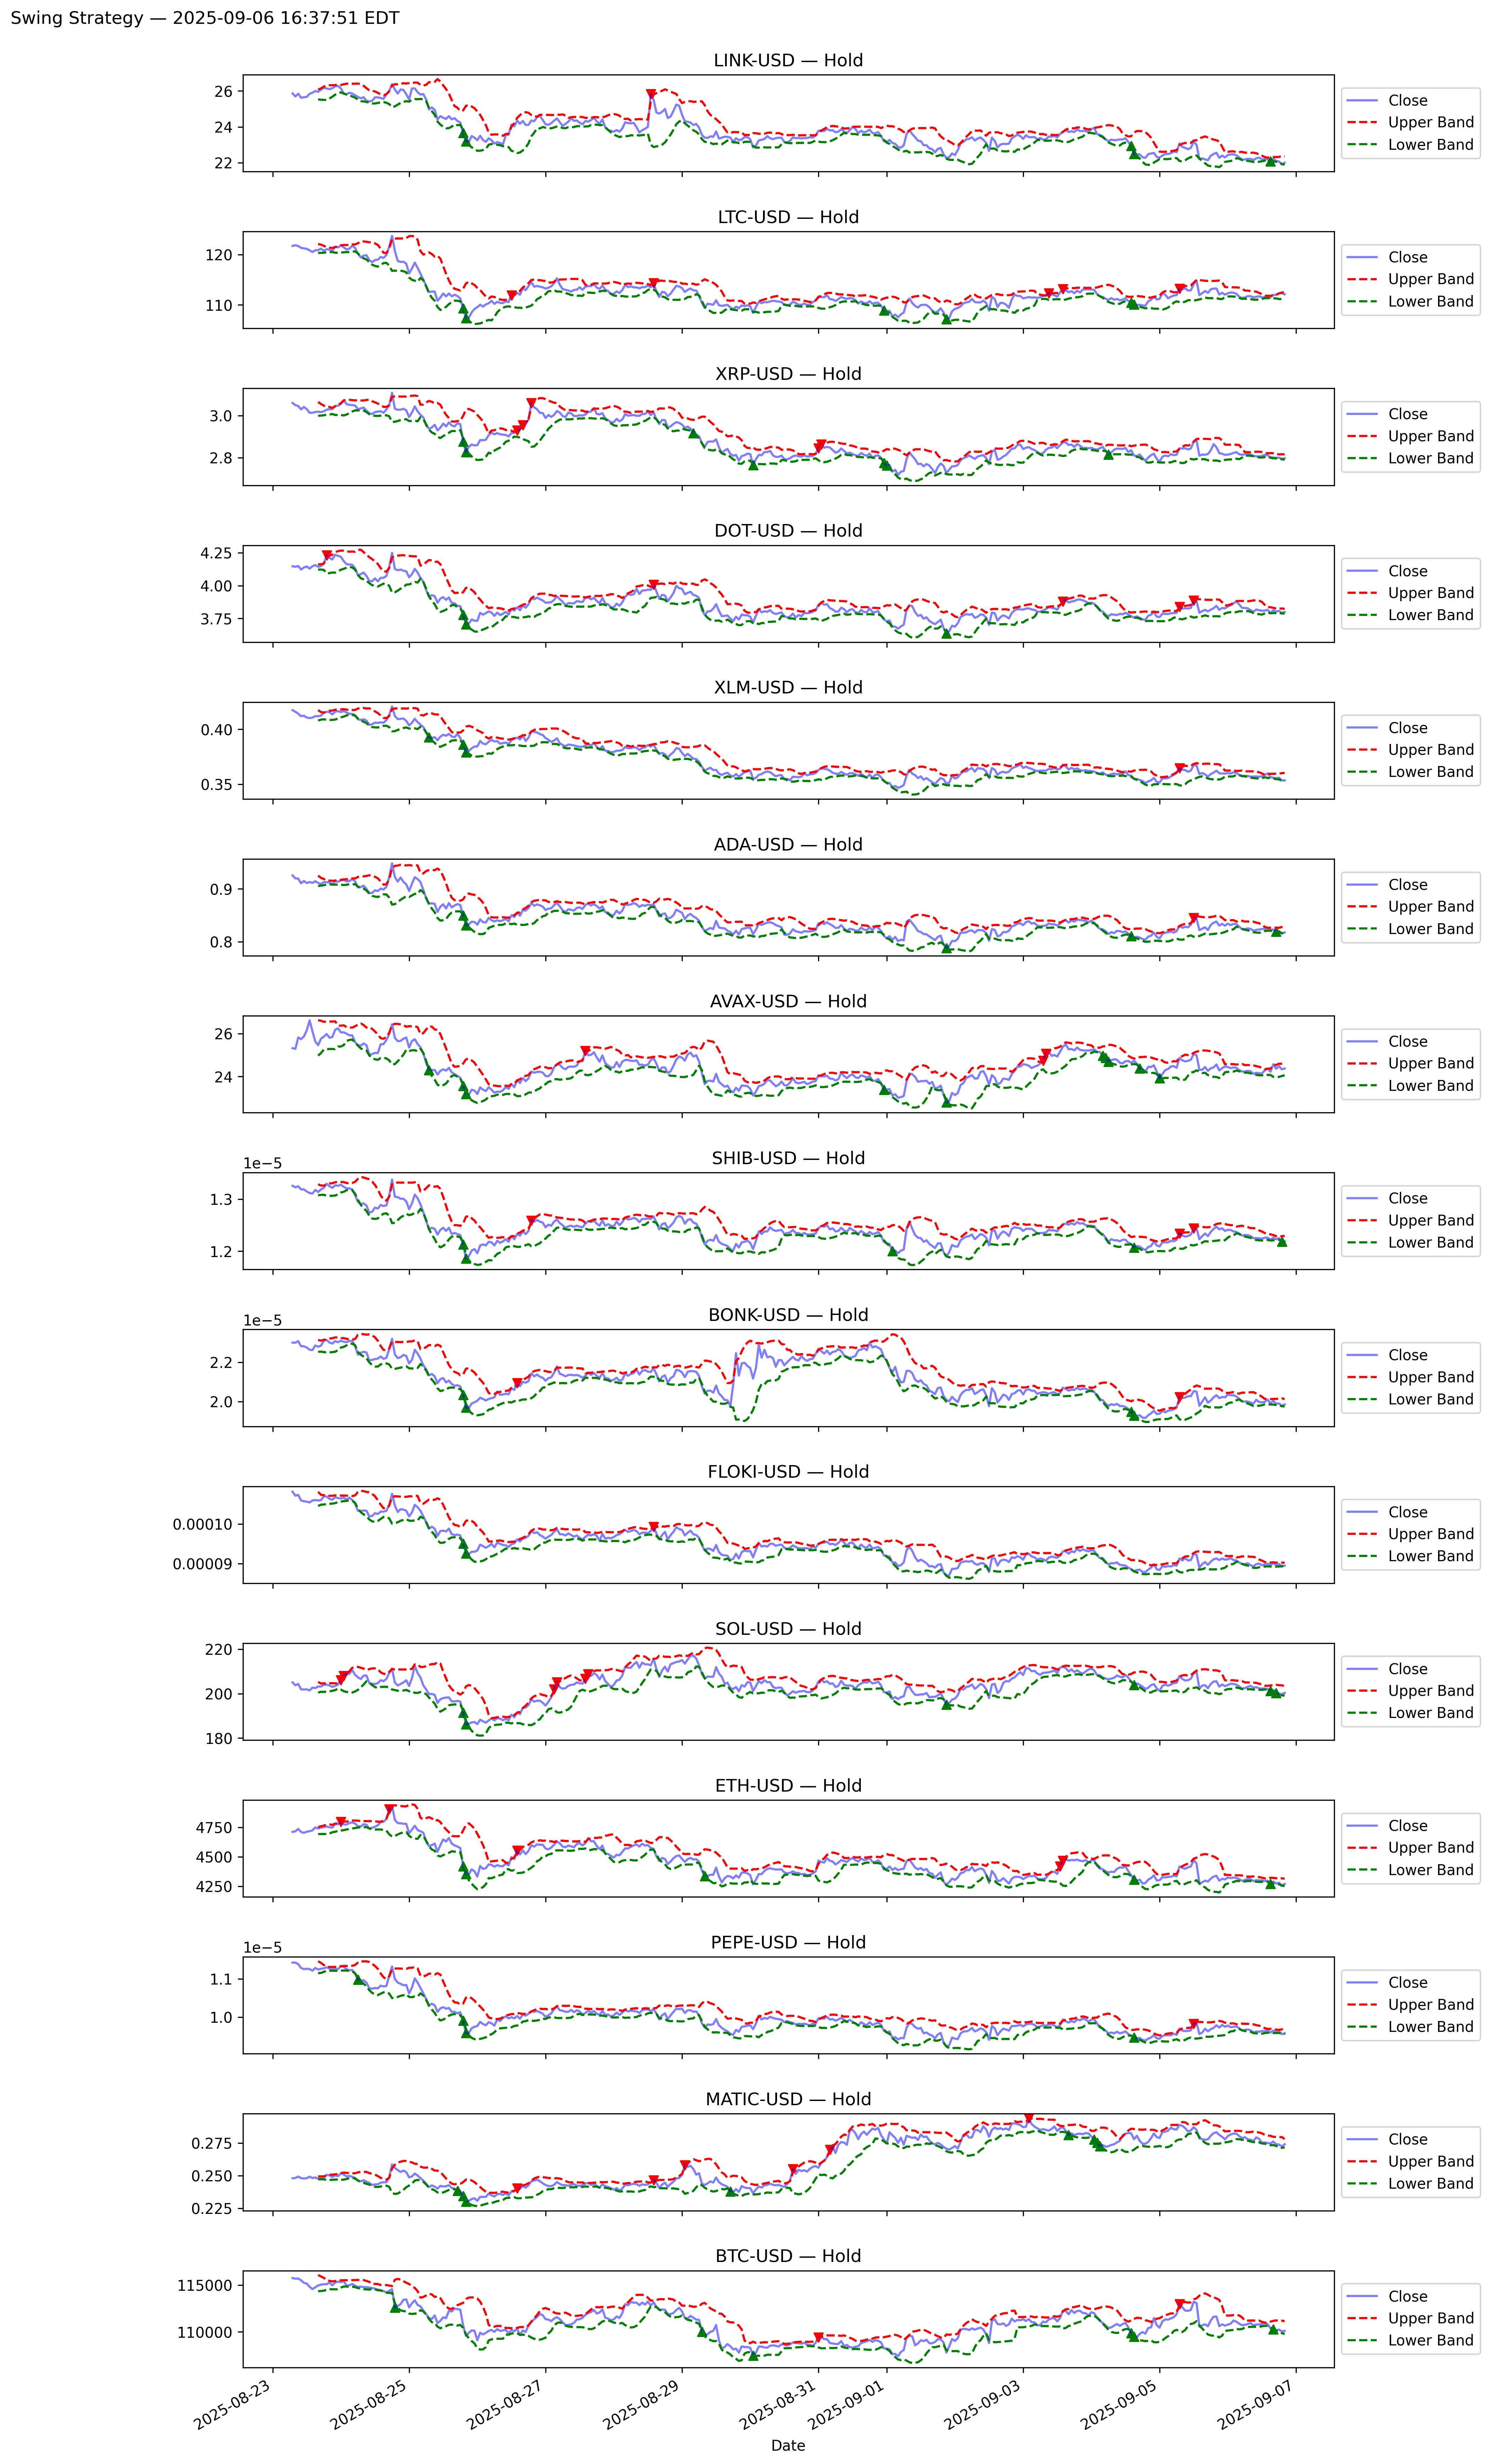 Swing Strategy — 2025-09-06 16:37:51 EDT
LINK-USD — Hold
26
24
22
Close
Upper Band
Lower Band
LTC-USD — Hold
120
110
Close
Upper Band
Lower Band
XRP-USD — Hold
3.0
2.8
Close
Upper Band
Lower Band
DOT-USD — Hold
4.25
4.00
3.75
Close
Upper Band
Lower Band
XLM-USD — Hold
0.40
0.35
Close
Upper Band
Lower Band
ADA-USD — Hold
0.9
0.8
Close
Upper Band
Lower Band
AVAX-USD — Hold
26
24
Close
Upper Band
Lower Band
SHIB-USD — Hold
1e−5
1.3
1.2
Close
Upper Band
Lower Band
BONK-USD — Hold
1e−5
2.2
2.0
Close
Upper Band
Lower Band
FLOKI-USD — Hold
0.00010
0.00009
Close
Upper Band
Lower Band
SOL-USD — Hold
220
200
180
Close
Upper Band
Lower Band
ETH-USD — Hold
4750
4500
4250
Close
Upper Band
Lower Band
PEPE-USD — Hold
1e−5
1.1
1.0
Close
Upper Band
Lower Band
MATIC-USD — Hold
0.275
0.250
0.225
Close
Upper Band
Lower Band
BTC-USD — Hold
115000
110000
Close
Upper Band
Lower Band
2025-08-23
2025-08-25
2025-08-27
2025-08-29
2025-08-31
2025-09-01
2025-09-03
2025-09-05
2025-09-07
Date